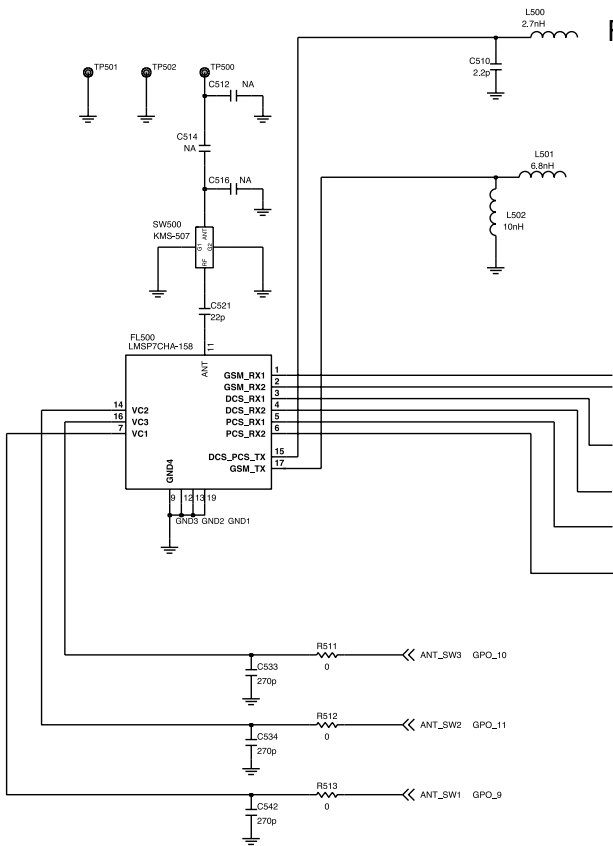 L500
2.7nH
C510
2.2p
TP501
TP502
TP500
C512 NA
C514
NA
L501
6.8nH
C516 NA
L502
10nH
SW500
KMS-507
ANT
G1
G2
RF
C521
22p
FL500
LMSP7CHA-158
11
ANT
GSM_RX1 1
GSM_RX2 2
DCS_RX1 3
14 VC2
DCS_RX2 4
16 VC3
PCS_RX1 5
7 VC1
PCS_RX2 6
DCS_PCS_TX 15
GSM_TX 17
GND4
9 12 13 19
GND3 GND2 GND1
R511
0
ANT_SW3 GPO_10
C533
270p
R512
0
ANT_SW2 GPO_11
C534
270p
R513
0
ANT_SW1 GPO_9
C542
270p